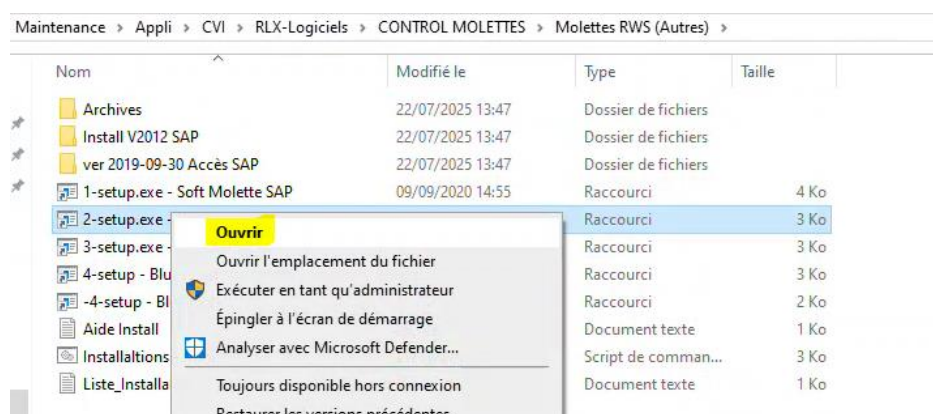 Maintenance > Appli > CVI > RLX-Logiciels > CONTROL MOLETTES > Molettes RWS (Autres) >
Nom Modifié le Type Taille
Archives 22/07/2025 13:47 Dossier de fichiers
Install V2012 SAP 22/07/2025 13:47 Dossier de fichiers
ver 2019-09-30 Accès SAP 22/07/2025 13:47 Dossier de fichiers
1-setup.exe - Soft Molette SAP 09/09/2020 14:55 Raccourci 4 Ko
2-setup.exe - Raccourci 3 Ko
Ouvrir
3-setup.exe - Raccourci 3 Ko
Ouvrir l'emplacement du fichier
4-setup - Blu Raccourci 3 Ko
Exécuter en tant qu'administrateur
-4-setup - Bl Raccourci 2 Ko
Épingler à l'écran de démarrage
Aide Install Document texte 1 Ko
Analyser avec Microsoft Defender...
Installaltions Script de comman... 3 Ko
Liste_Installa Document texte 1 Ko
Toujours disponible hors connexion
Restaurer les versions précédentes